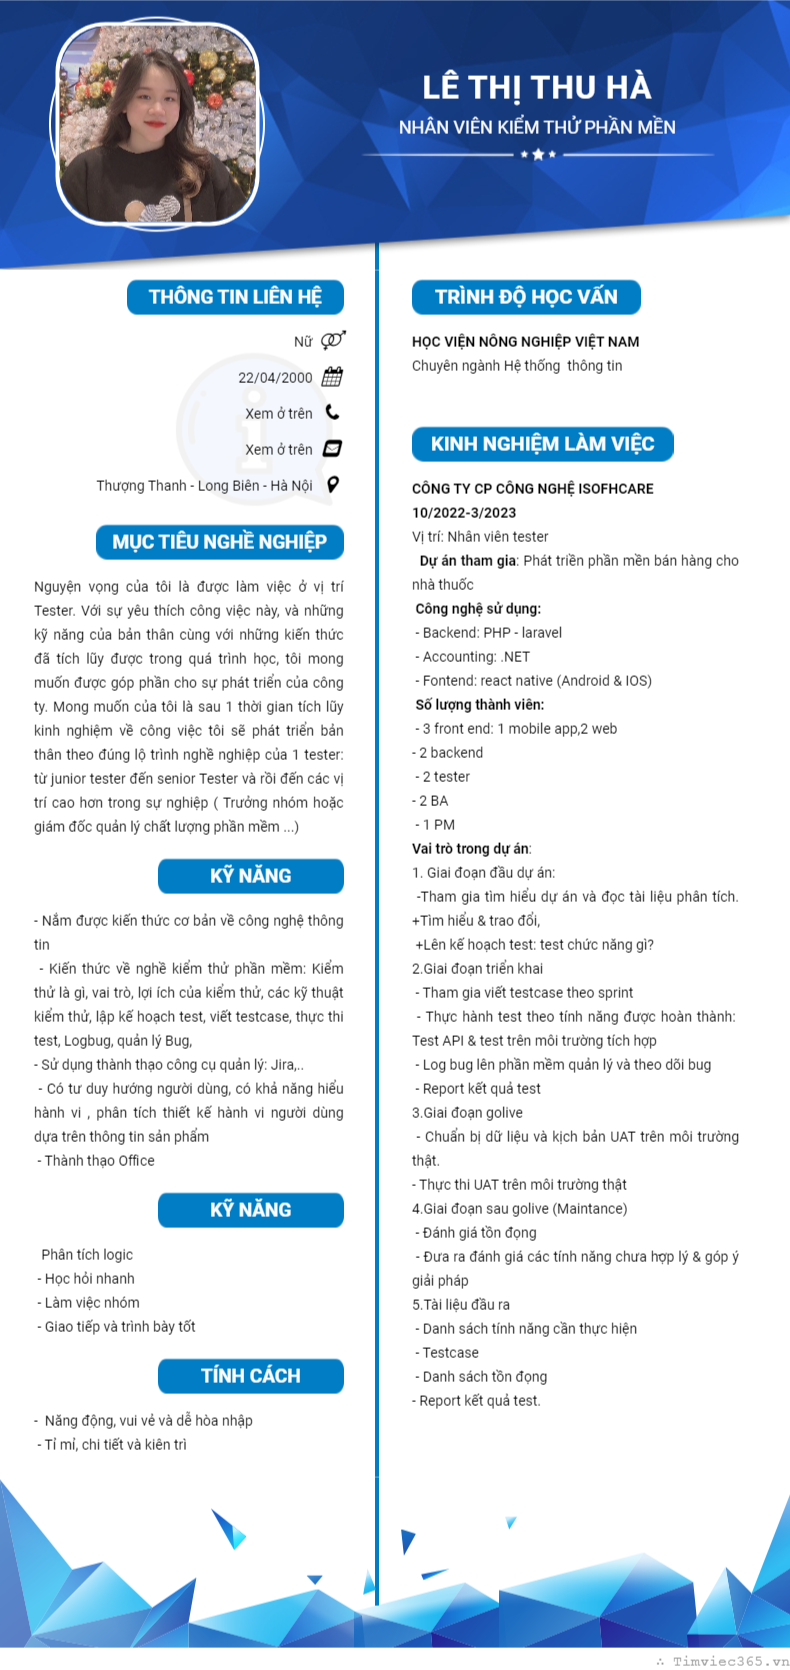 LÊ THỊ THU HÀ
NHÂN VIÊN KIỂM THỬ PHẦN MỀN
THÔNG TIN LIÊN HỆ
Nữ
22/04/2000
Xem ở trên
Xem ở trên
Thượng Thanh - Long Biên - Hà Nội
MỤC TIÊU NGHỀ NGHIỆP
Nguyện vọng của tôi là được làm việc ở vị trí
Tester. Với sự yêu thích công việc này, và những
kỹ năng của bản thân cùng với những kiến thức
đã tích lũy được trong quá trình học, tôi mong
muốn được góp phần cho sự phát triển của công
ty. Mong muốn của tôi là sau 1 thời gian tích lũy
kinh nghiệm về công việc tôi sẽ phát triển bản
thân theo đúng lộ trình nghề nghiệp của 1 tester:
từ junior tester đến senior Tester và rồi đến các vị
trí cao hơn trong sự nghiệp ( Trưởng nhóm hoặc
giám đốc quản lý chất lượng phần mềm ...)
KỸ NĂNG
- Nắm được kiến thức cơ bản về công nghệ thông
tin
- Kiến thức về nghề kiểm thử phần mềm: Kiểm
thử là gì, vai trò, lợi ích của kiểm thử, các kỹ thuật
kiểm thử, lập kế hoạch test, viết testcase, thực thi
test, Logbug, quản lý Bug,
- Sử dụng thành thạo công cụ quản lý: Jira,..
- Có tư duy hướng người dùng, có khả năng hiểu
hành vi , phân tích thiết kế hành vi người dùng
dựa trên thông tin sản phẩm
- Thành thạo Office
KỸ NĂNG
Phân tích logic
- Học hỏi nhanh
- Làm việc nhóm
- Giao tiếp và trình bày tốt
TÍNH CÁCH
- Năng động, vui vẻ và dễ hòa nhập
- Tỉ mỉ, chi tiết và kiên trì
TRÌNH ĐỘ HỌC VẤN
HỌC VIỆN NÔNG NGHIỆP VIỆT NAM
Chuyên ngành Hệ thống thông tin
KINH NGHIỆM LÀM VIỆC
CÔNG TY CP CÔNG NGHỆ ISOFHCARE
10/2022-3/2023
Vị trí: Nhân viên tester
Dự án tham gia: Phát triền phần mền bán hàng cho
nhà thuốc
Công nghệ sử dụng:
- Backend: PHP - laravel
- Accounting: .NET
- Fontend: react native (Android & IOS)
Số lượng thành viên:
- 3 front end: 1 mobile app,2 web
- 2 backend
- 2 tester
- 2 BA
- 1 PM
Vai trò trong dự án:
1. Giai đoạn đầu dự án:
-Tham gia tìm hiểu dự án và đọc tài liệu phân tích.
+Tìm hiểu & trao đổi,
+Lên kế hoạch test: test chức năng gì?
2.Giai đoạn triển khai
- Tham gia viết testcase theo sprint
- Thực hành test theo tính năng được hoàn thành:
Test API & test trên môi trường tích hợp
- Log bug lên phần mềm quản lý và theo dõi bug
- Report kết quả test
3.Giai đoạn golive
- Chuẩn bị dữ liệu và kịch bản UAT trên môi trường
thật.
- Thực thi UAT trên môi trường thật
4.Giai đoạn sau golive (Maintance)
- Đánh giá tồn đọng
- Đưa ra đánh giá các tính năng chưa hợp lý & góp ý
giải pháp
5.Tài liệu đầu ra
- Danh sách tính năng cần thực hiện
- Testcase
- Danh sách tồn đọng
- Report kết quả test.
∴ Timviec365.vn